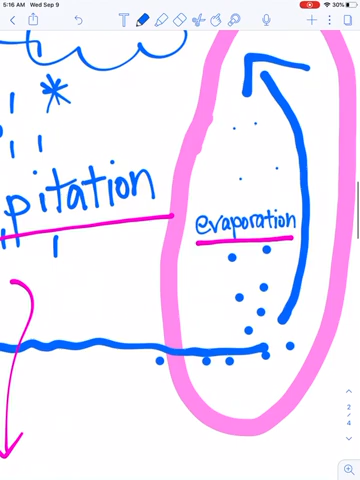 5:16 AM Wed Sep 9
30%
T
pitation
evaporation
2
/
4